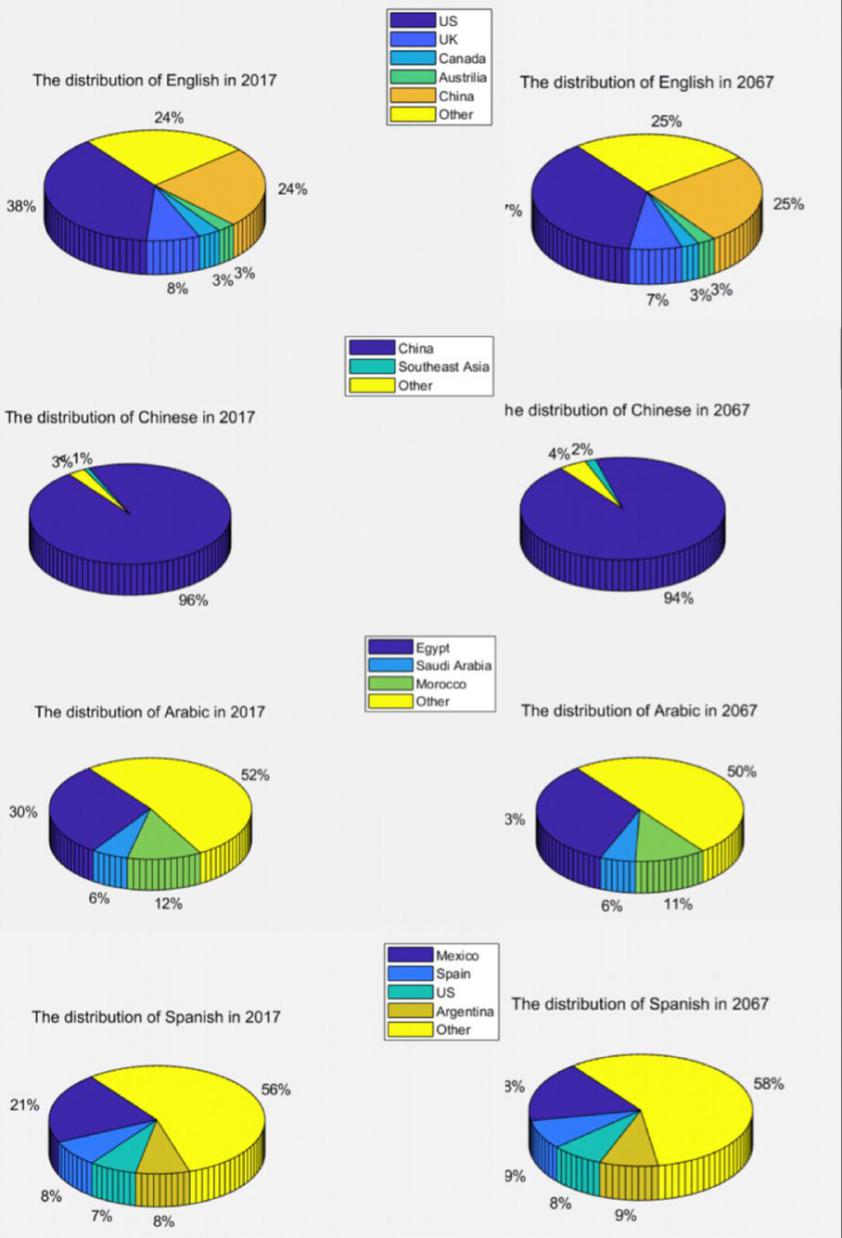 US
UK
Canada
Austrilia
China
Other
The distribution of English in 2017
The distribution of English in 2067
24%
38%
24%
8%
3%
3%
25%
%
25%
7%
3%
3%
China
Southeast Asia
Other
The distribution of Chinese in 2017
he distribution of Chinese in 2067
3%
1%
96%
4%
2%
94%
Egypt
Saudi Arabia
Morocco
Other
The distribution of Arabic in 2017
The distribution of Arabic in 2067
52%
30%
6%
12%
50%
3%
6%
11%
Mexico
Spain
US
Argentina
Other
The distribution of Spanish in 2017
The distribution of Spanish in 2067
56%
21%
8%
7%
8%
58%
%
9%
8%
9%